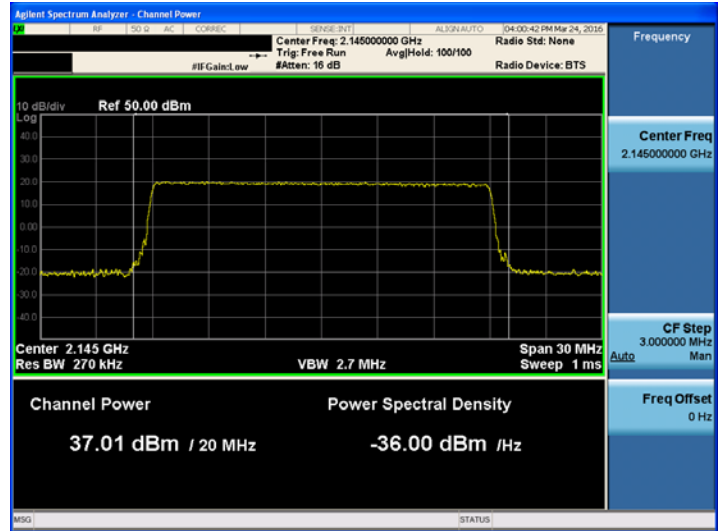 Agilent Spectrum Analyzer - Channel Power
RF 50 Ω AC CORREC SENSE:INT ALIGN AUTO 04:00:42 PM Mar 24, 2016
Center Freq: 2.145000000 GHz Radio Std: None
Trig: Free Run Avg|Hold: 100/100
#IFGain:Low #Atten: 16 dB Radio Device: BTS
Frequency
10 dB/div Ref 50.00 dBm
Log
40.0
30.0
20.0
10.0
0.00
-10.0
-20.0
-30.0
-40.0
Center 2.145 GHz Span 30 MHz
Res BW 270 kHz VBW 2.7 MHz Sweep 1 ms
Center Freq
2.145000000 GHz
CF Step
3.000000 MHz
Auto Man
Freq Offset
0 Hz
Channel Power Power Spectral Density
37.01 dBm / 20 MHz -36.00 dBm /Hz
MSG STATUS